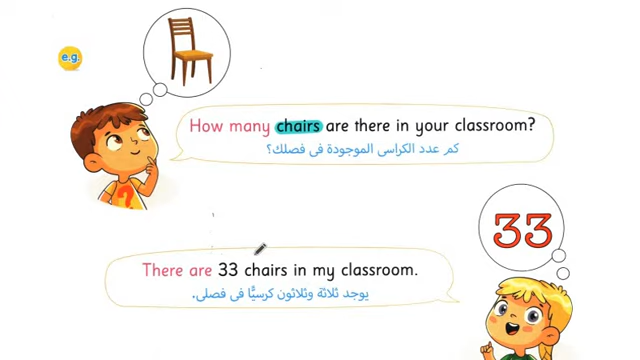 e.g.
How many chairs are there in your classroom?
كم عدد الكراسى الموجودة فى فصلك؟
33
There are 33 chairs in my classroom.
يوجد ثلاثة وثلاثون كرسيًّا فى فصلى.
?